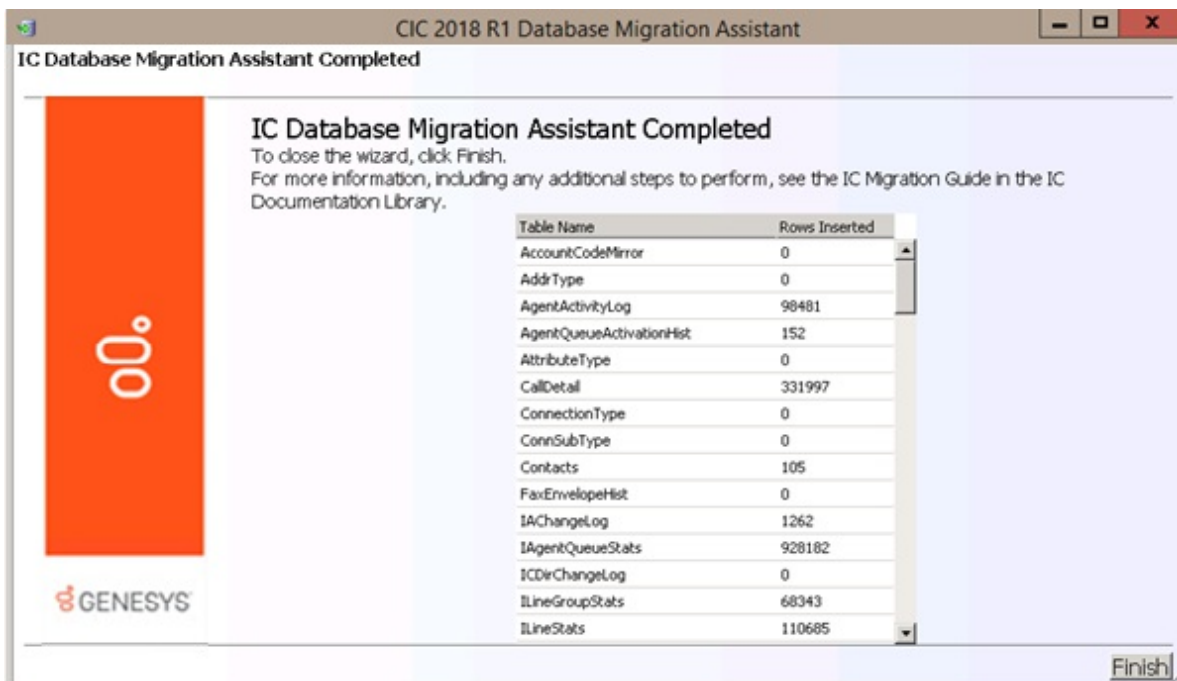 CIC 2018 R1 Database Migration Assistant
IC Database Migration Assistant Completed
IC Database Migration Assistant Completed
To close the wizard, click Finish.
For more information, including any additional steps to perform, see the IC Migration Guide in the IC
Documentation Library.
Table Name Rows Inserted
AccountCodeMirror 0
AddrType 0
AgentActivityLog 98481
AgentQueueActivationHist 152
AttributeType 0
CallDetail 331997
ConnectionType 0
ConnSubType 0
Contacts 105
FaxEnvelopeHist 0
IAChangeLog 1262
IAgentQueueStats 928182
ICDirChangeLog 0
ILineGroupStats 68343
ILineStats 110685
GENESYS
Finish